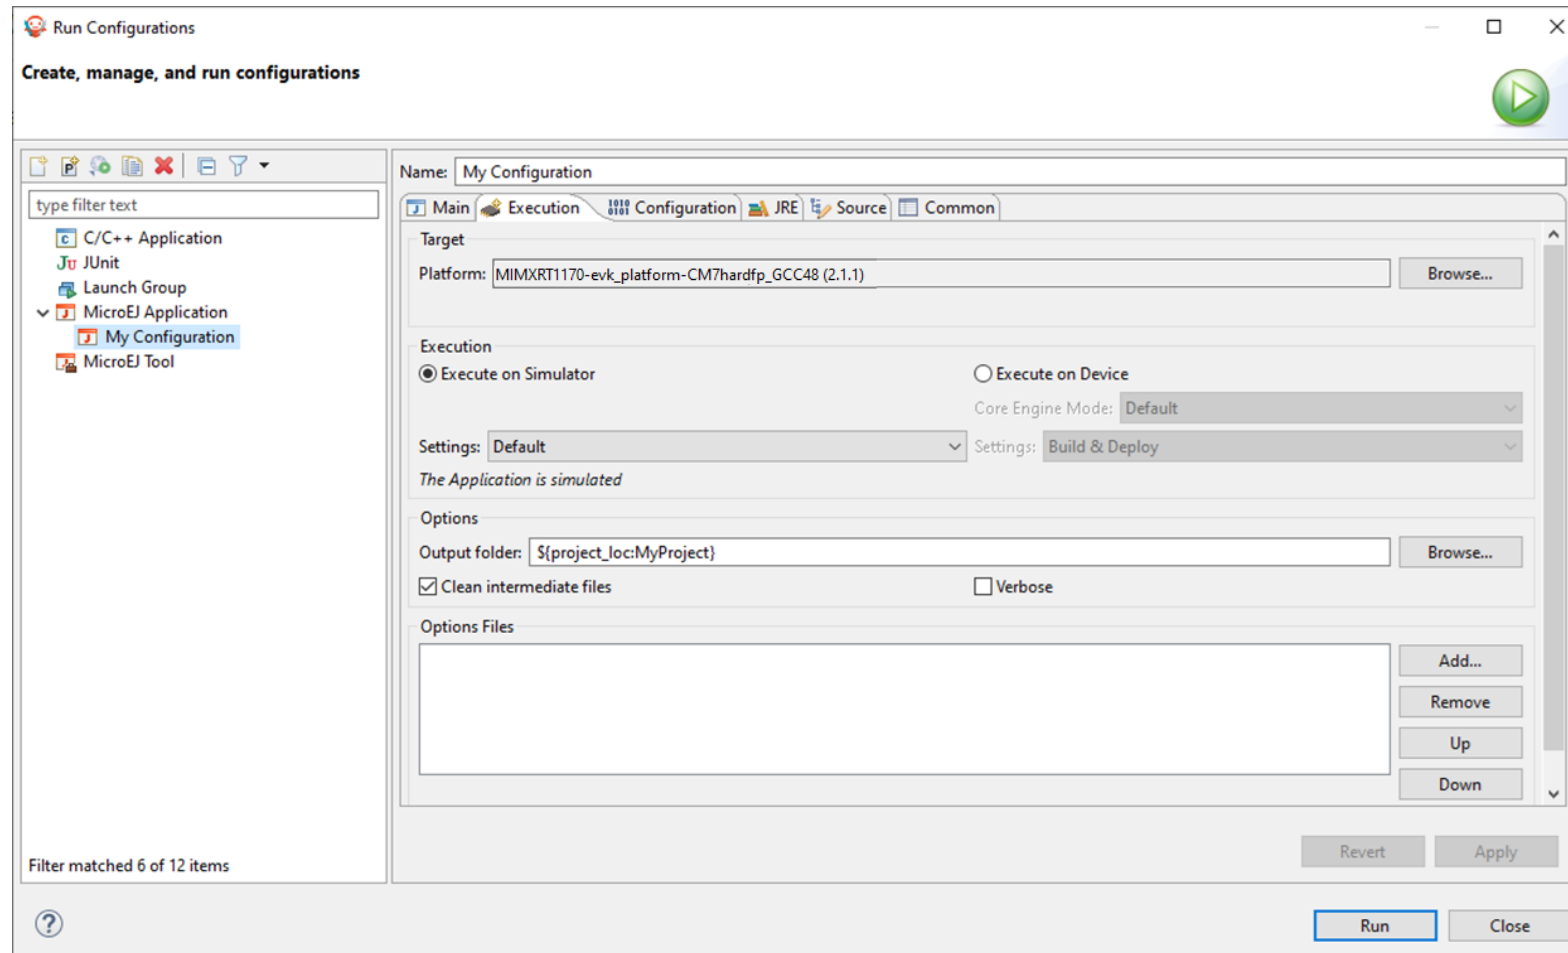 Run Configurations
Create, manage, and run configurations
type filter text
C/C++ Application
JUnit
Launch Group
MicroEJ Application
My Configuration
MicroEJ Tool
Filter matched 6 of 12 items
Name: My Configuration
Main Execution Configuration JRE Source Common
Target
Platform: MIMXRT1170-evk_platform-CM7hardfp_GCC48 (2.1.1) Browse...
Execution
Execute on Simulator Execute on Device
Core Engine Mode: Default
Settings: Default Settings: Build & Deploy
The Application is simulated
Options
Output folder: ${project_loc:MyProject} Browse...
Clean intermediate files Verbose
Options Files
Add...
Remove
Up
Down
Revert Apply
Run Close